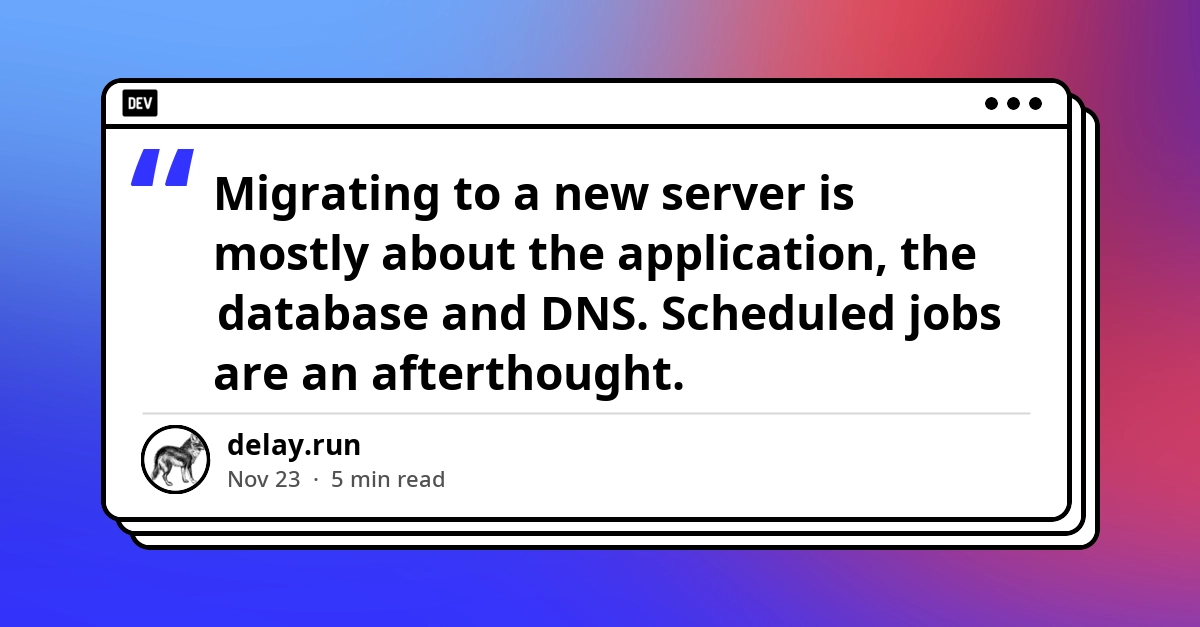 DEV
“
Migrating to a new server is
mostly about the application, the
database and DNS. Scheduled jobs
are an afterthought.
delay.run
Nov 23 · 5 min read